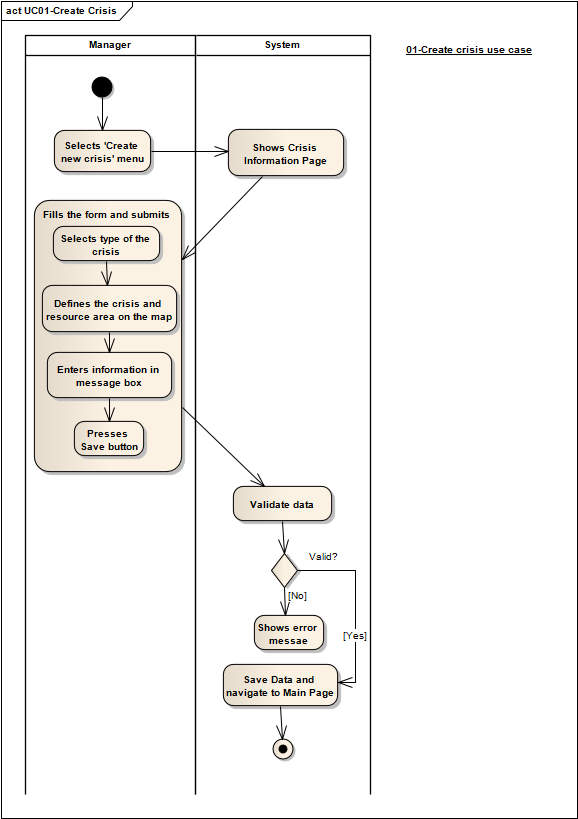 act UC01-Create Crisis
Manager
System
01-Create crisis use case
Selects 'Create
new crisis' menu
Shows Crisis
Information Page
Fills the form and submits
Selects type of the
crisis
Defines the crisis and
resource area on the map
Enters information in
message box
Presses
Save button
Validate data
Valid?
[No]
Shows error
messae
[Yes]
Save Data and
navigate to Main Page